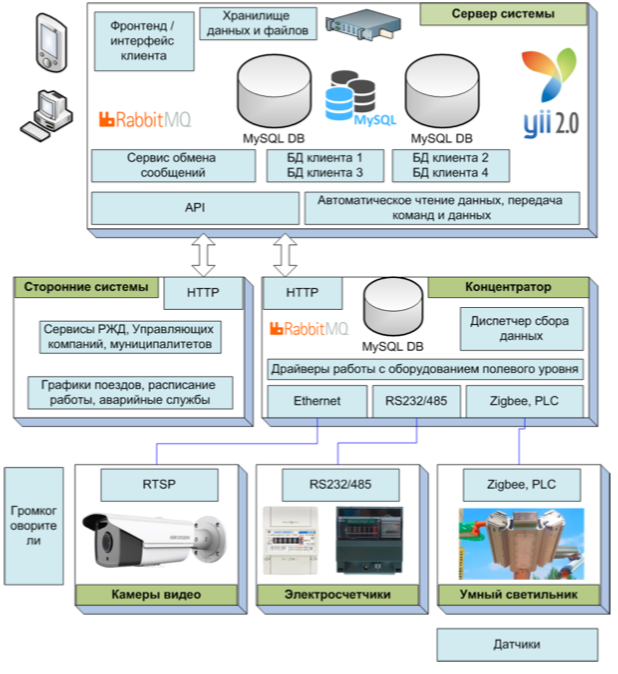 Сервер системы
Фронтенд /
интерфейс
клиента
Хранилище
данных и файлов
RabbitMQ
MySQL DB
MySQL
MySQL DB
yii 2.0
Сервис обмена
сообщений
БД клиента 1
БД клиента 3
БД клиента 2
БД клиента 4
API
Автоматическое чтение данных, передача
команд и данных
Сторонние системы
HTTP
Сервисы РЖД, Управляющих
компаний, муниципалитетов
Графики поездов, расписание
работы, аварийные службы
HTTP
Концентратор
RabbitMQ
MySQL DB
Диспетчер сбора
данных
Драйверы работы с оборудованием полевого уровня
Ethernet
RS232/485
Zigbee, PLC
Громког
оворите
ли
RTSP
HIKVISION
Камеры видео
RS232/485
Электросчетчики
Zigbee, PLC
Умный светильник
Датчики